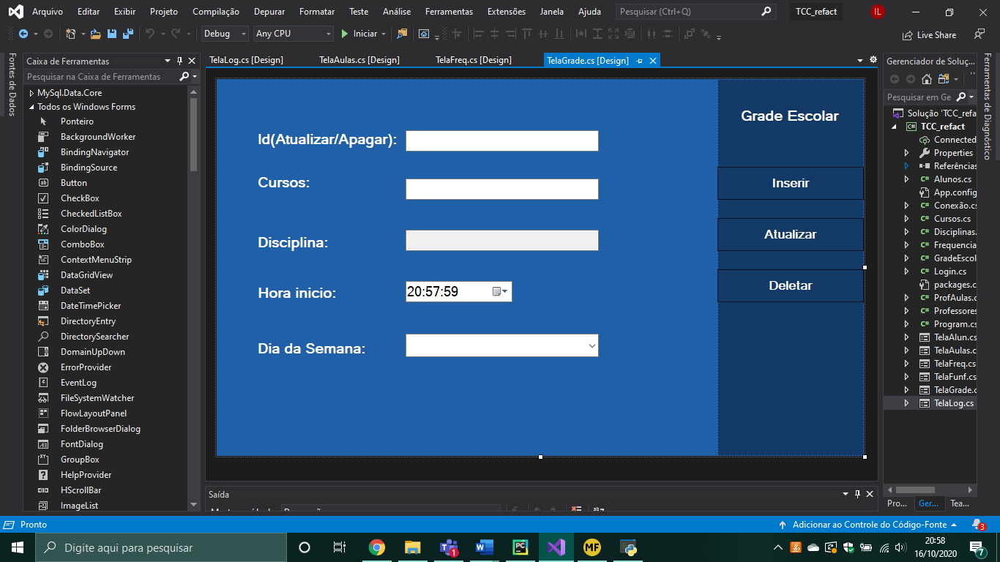 Arquivo Editar Exibir Projeto Compilação Depurar Formatar Teste Análise Ferramentas Extensões Janela Ajuda Pesquisar (Ctrl+Q) TCC_refact IL
Debug Any CPU Iniciar Live Share
Fontes de Dados
Caixa de Ferramentas
Pesquisar na Caixa de Ferramentas
MySql.Data.Core
Todos os Windows Forms
Ponteiro
BackgroundWorker
BindingNavigator
BindingSource
Button
CheckBox
CheckedListBox
ColorDialog
ComboBox
ContextMenuStrip
DataGridView
DataSet
DateTimePicker
DirectoryEntry
DirectorySearcher
DomainUpDown
ErrorProvider
EventLog
FileSystemWatcher
FlowLayoutPanel
FolderBrowserDialog
FontDialog
GroupBox
HelpProvider
HScrollBar
ImageList
TelaLog.cs [Design] TelaAulas.cs [Design] TelaFreq.cs [Design] TelaGrade.cs [Design]
Grade Escolar
Id(Atualizar/Apagar):
Cursos:
Inserir
Disciplina:
Atualizar
Hora inicio: 20:57:59
Deletar
Dia da Semana:
Saída
Gerenciador de Soluç...
Pesquisar em Ge
Solução 'TCC_refa
TCC_refact
Connected
Properties
Referências
Alunos.cs
App.config
Conexão.cs
Cursos.cs
Disciplinas.
Frequencia
GradeEscol
Login.cs
packages.c
ProfAulas.c
Professores
Program.cs
TelaAlun.cs
TelaAulas.c
TelaFreq.cs
TelaFunf.cs
TelaGrade.c
TelaLog.cs
Pro... Ger... Tea...
Ferramentas de Diagnóstico
Pronto Adicionar ao Controle do Código-Fonte 3
Digite aqui para pesquisar 1 PC MF 20:58
16/10/2020 7